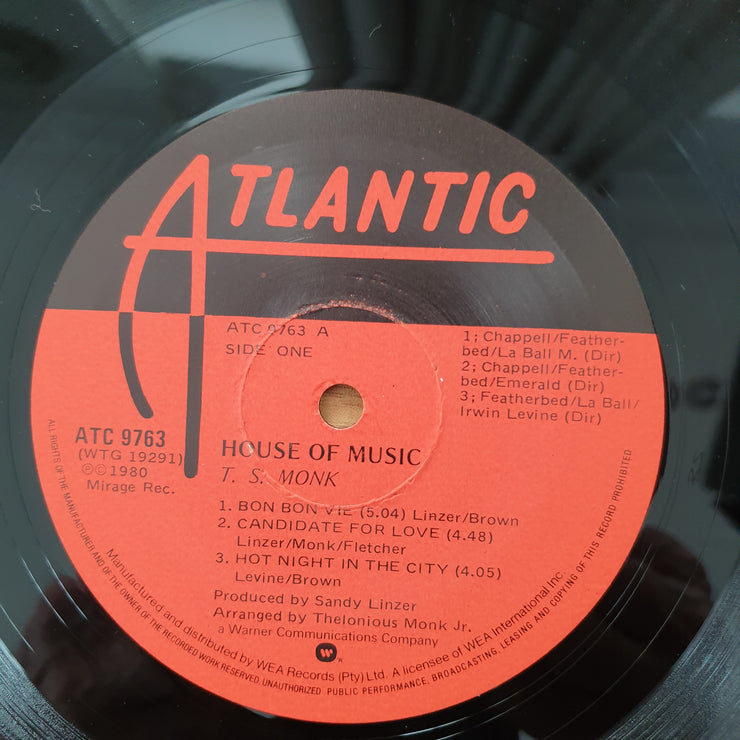 ATLANTIC
ATC 9763 A
SIDE ONE
1; Chappell/Feather-
bed/La Ball M. (Dir)
2; Chappell/Feather-
bed/Emerald (Dir)
3; Featherbed/La Ball/
Irwin Levine (Dir)
ATC 9763
(WTG 19291)
℗©1980
Mirage Rec.
HOUSE OF MUSIC
T. S. MONK
1. BON BON VIE (5.04) Linzer/Brown
2. CANDIDATE FOR LOVE (4.48)
Linzer/Monk/Fletcher
3. HOT NIGHT IN THE CITY (4.05)
Levine/Brown
Produced by Sandy Linzer
Arranged by Thelonious Monk Jr.
a Warner Communications Company
Manufactured and distributed by WEA Records (Pty) Ltd. A licensee of WEA International Inc.
ALL RIGHTS OF THE MANUFACTURER AND OF THE OWNER OF THE RECORDED WORK RESERVED. UNAUTHORIZED PUBLIC PERFORMANCE, BROADCASTING, LEASING AND COPYING OF THIS RECORD PROHIBITED